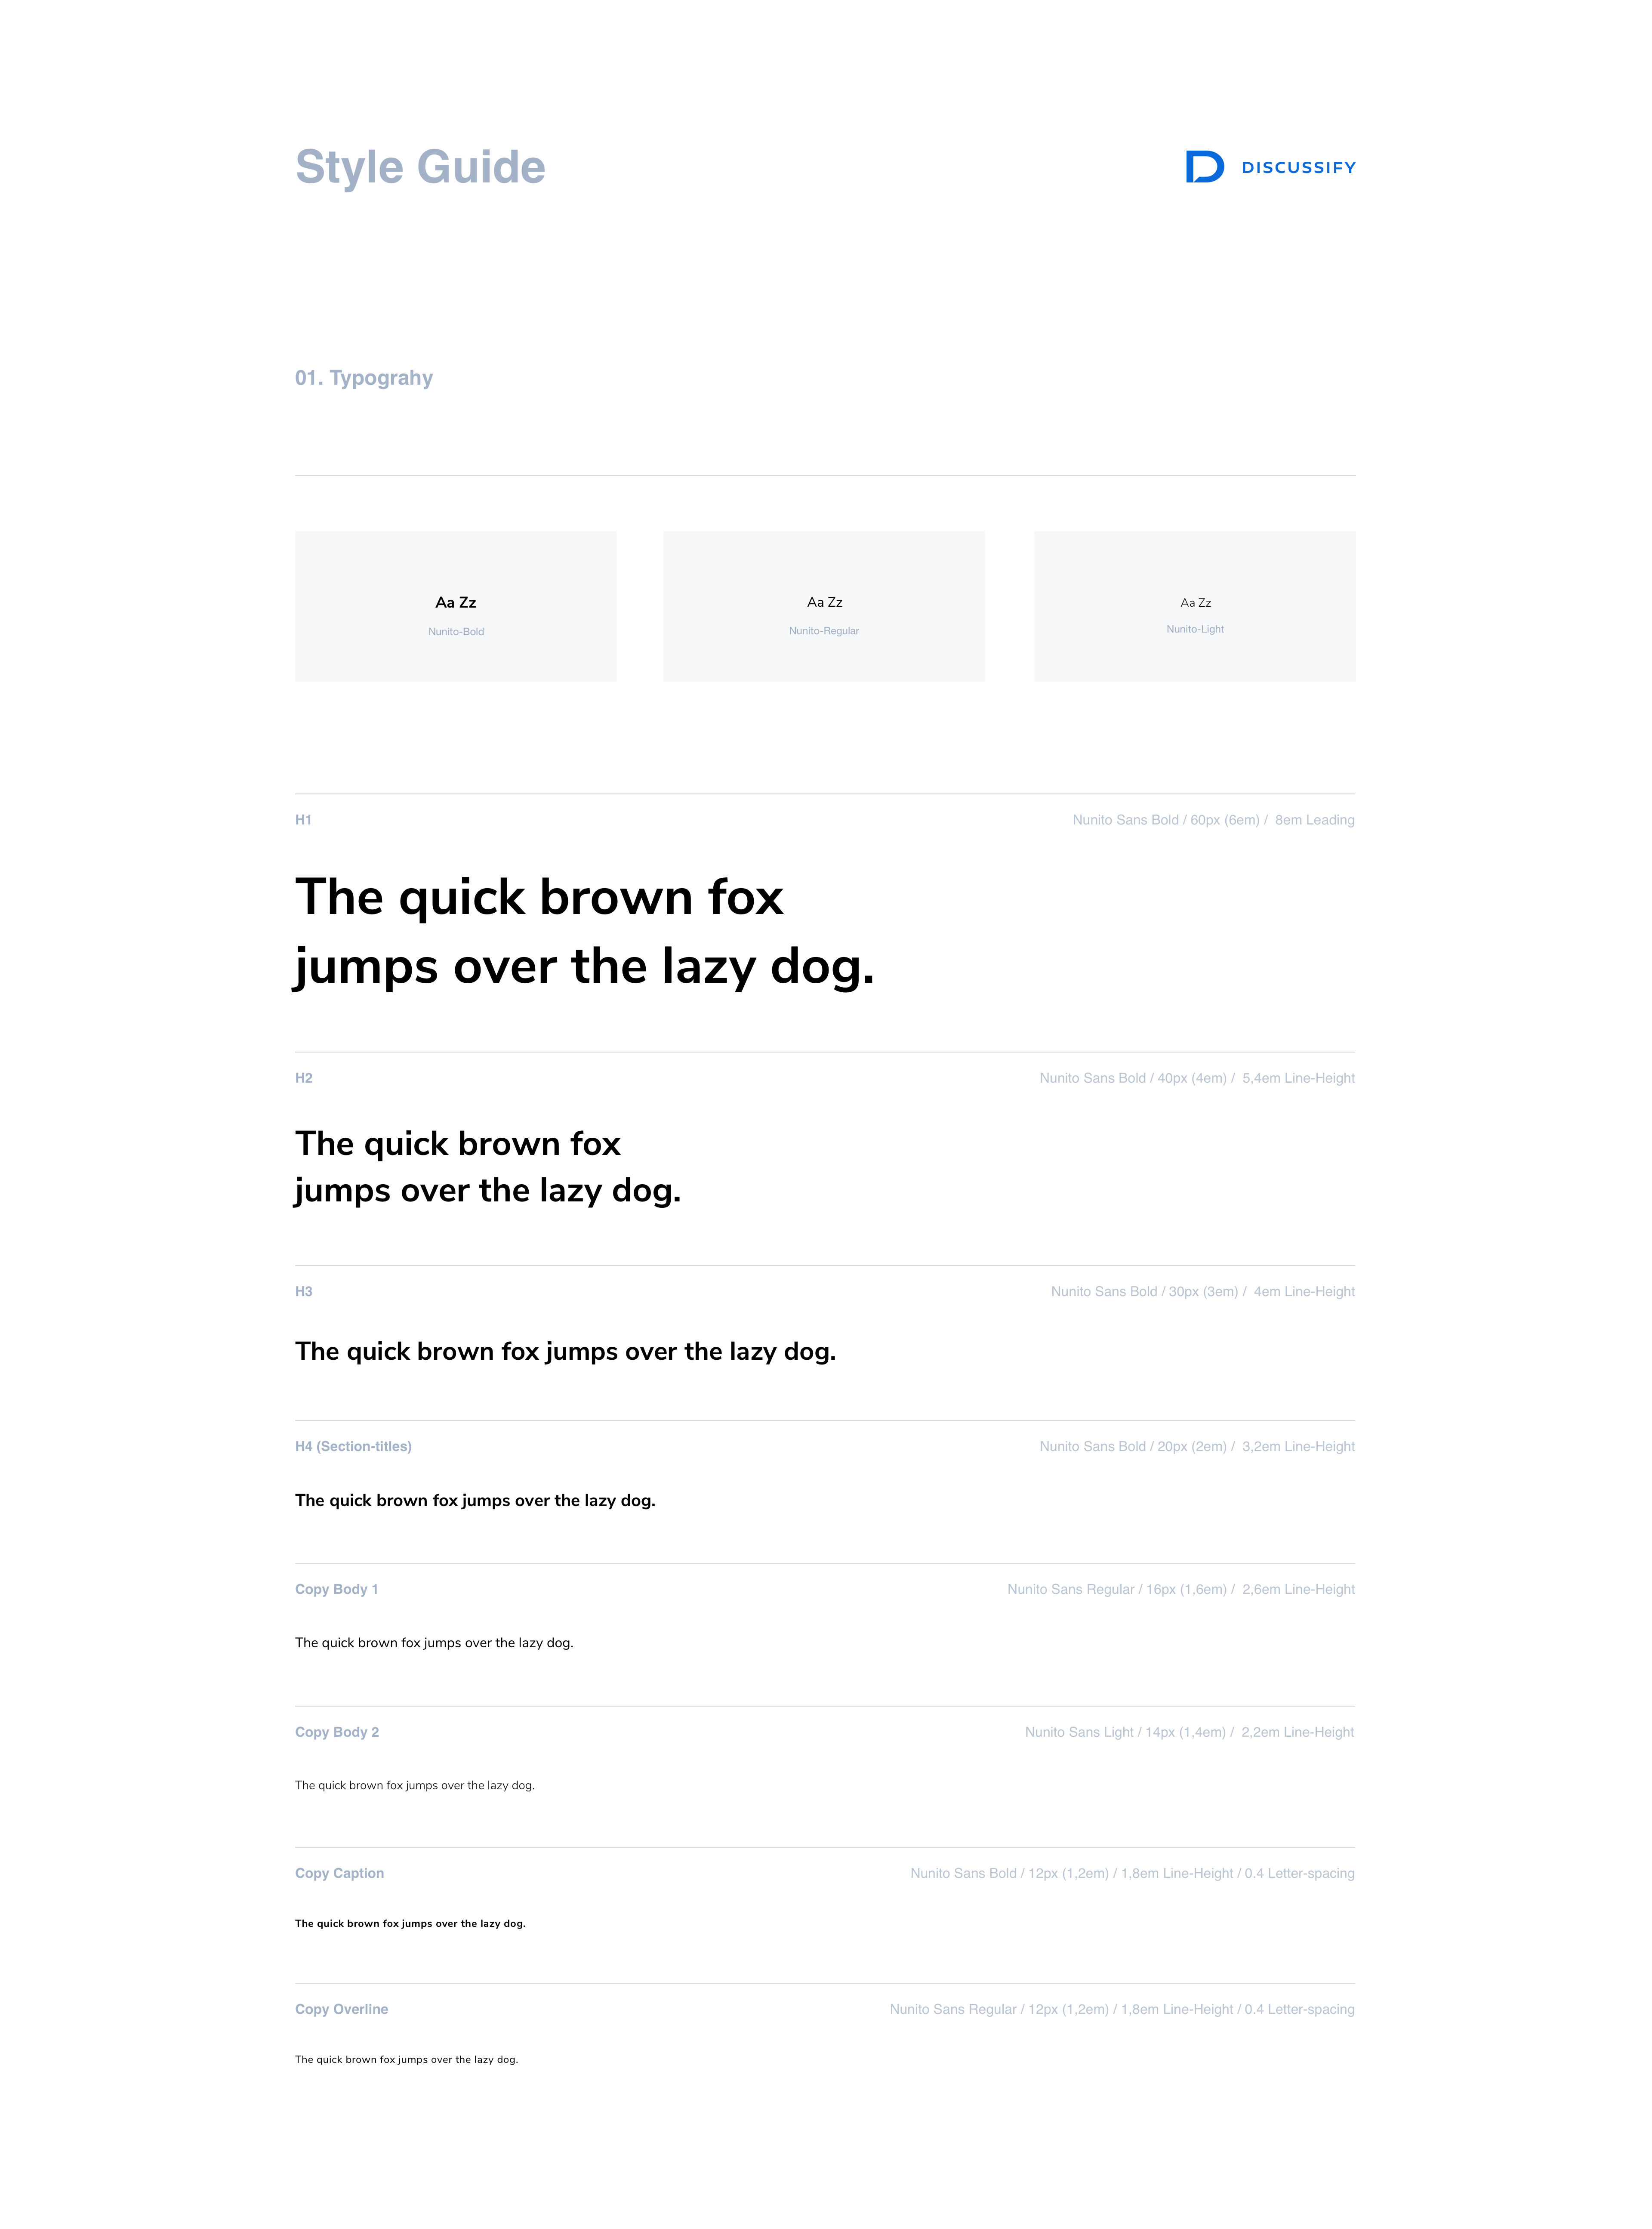 Style Guide
DISCUSSIFY
01. Typograhy
Aa Zz
Nunito-Bold
Aa Zz
Nunito-Regular
Aa Zz
Nunito-Light
H1
Nunito Sans Bold / 60px (6em) /  8em Leading
The quick brown fox
jumps over the lazy dog.
H2
Nunito Sans Bold / 40px (4em) /  5,4em Line-Height
The quick brown fox
jumps over the lazy dog.
H3
Nunito Sans Bold / 30px (3em) /  4em Line-Height
The quick brown fox jumps over the lazy dog.
H4 (Section-titles)
Nunito Sans Bold / 20px (2em) /  3,2em Line-Height
The quick brown fox jumps over the lazy dog.
Copy Body 1
Nunito Sans Regular / 16px (1,6em) /  2,6em Line-Height
The quick brown fox jumps over the lazy dog.
Copy Body 2
Nunito Sans Light / 14px (1,4em) /  2,2em Line-Height
The quick brown fox jumps over the lazy dog.
Copy Caption
Nunito Sans Bold / 12px (1,2em) / 1,8em Line-Height / 0.4 Letter-spacing
The quick brown fox jumps over the lazy dog.
Copy Overline
Nunito Sans Regular / 12px (1,2em) / 1,8em Line-Height / 0.4 Letter-spacing
The quick brown fox jumps over the lazy dog.